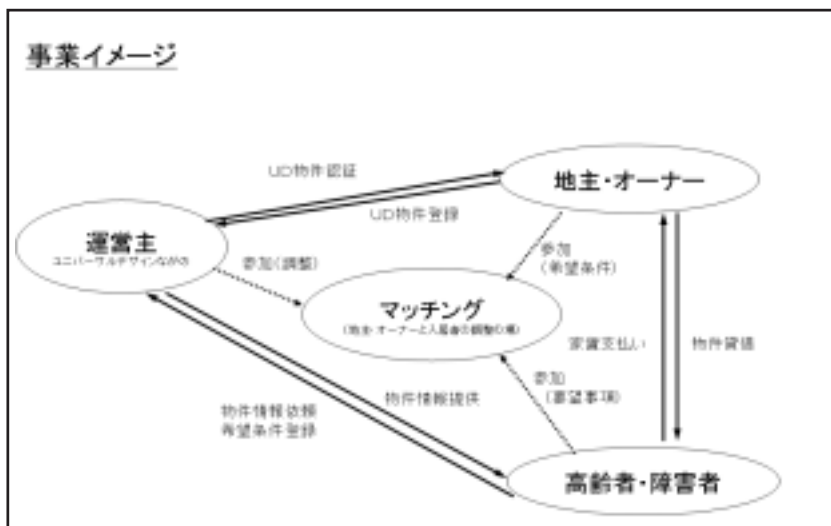 事業イメージ
UD物件認証
地主・オーナー
UD物件登録
運営主
ユニバーサルデザインながの
参加(調整)
参加
(希望条件)
マッチング
(地主・オーナーと入居者の調整の場)
家賃支払い
物件賃借
参加
(要望事項)
物件情報提供
物件情報依頼
希望条件登録
高齢者・障害者